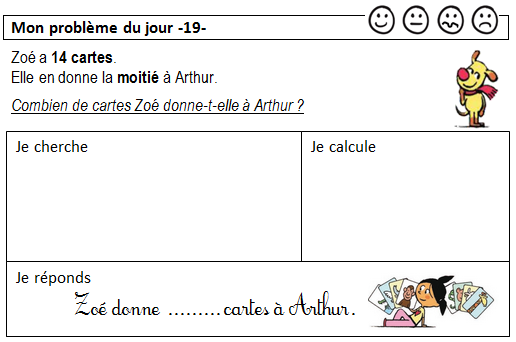 Mon problème du jour -19-
Zoé a 14 cartes.
Elle en donne la moitié à Arthur.
Combien de cartes Zoé donne-t-elle à Arthur ?
Je cherche
Je calcule
Je réponds
Zoé donne ......... cartes à Arthur.